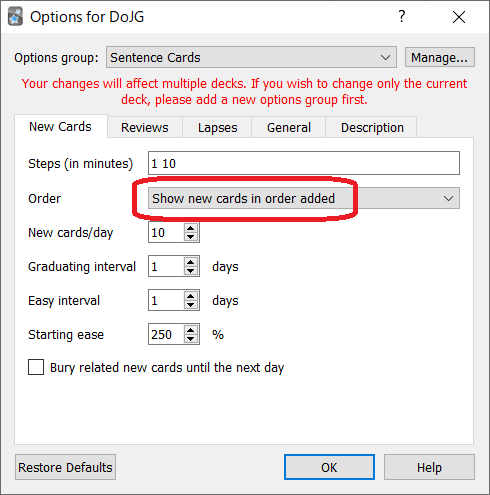 Options for DoJG
Options group: Sentence Cards Manage...
Your changes will affect multiple decks. If you wish to change only the current
deck, please add a new options group first.
New Cards Reviews Lapses General Description
Steps (in minutes) 1 10
Order Show new cards in order added
New cards/day 10
Graduating interval 1 days
Easy interval 1 days
Starting ease 250 %
Bury related new cards until the next day
Restore Defaults OK Help